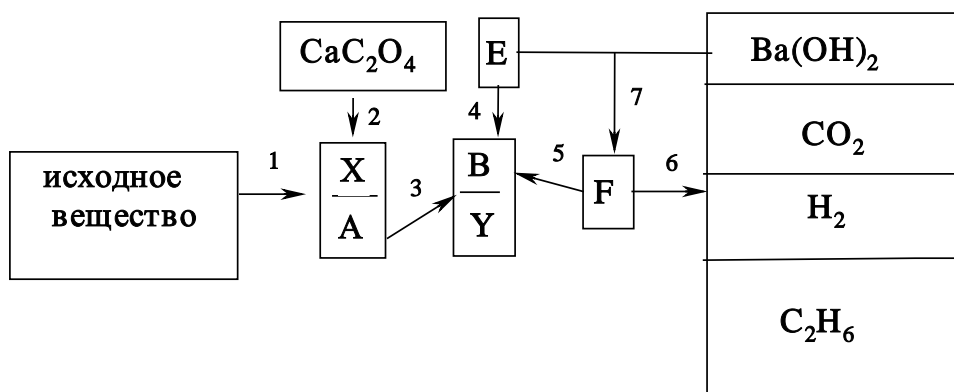 CaC₂O₄
E
Ba(OH)₂
4
7
2
CO₂
исходное
вещество
1
X
A
3
B
Y
5
F
6
H₂
C₂H₆